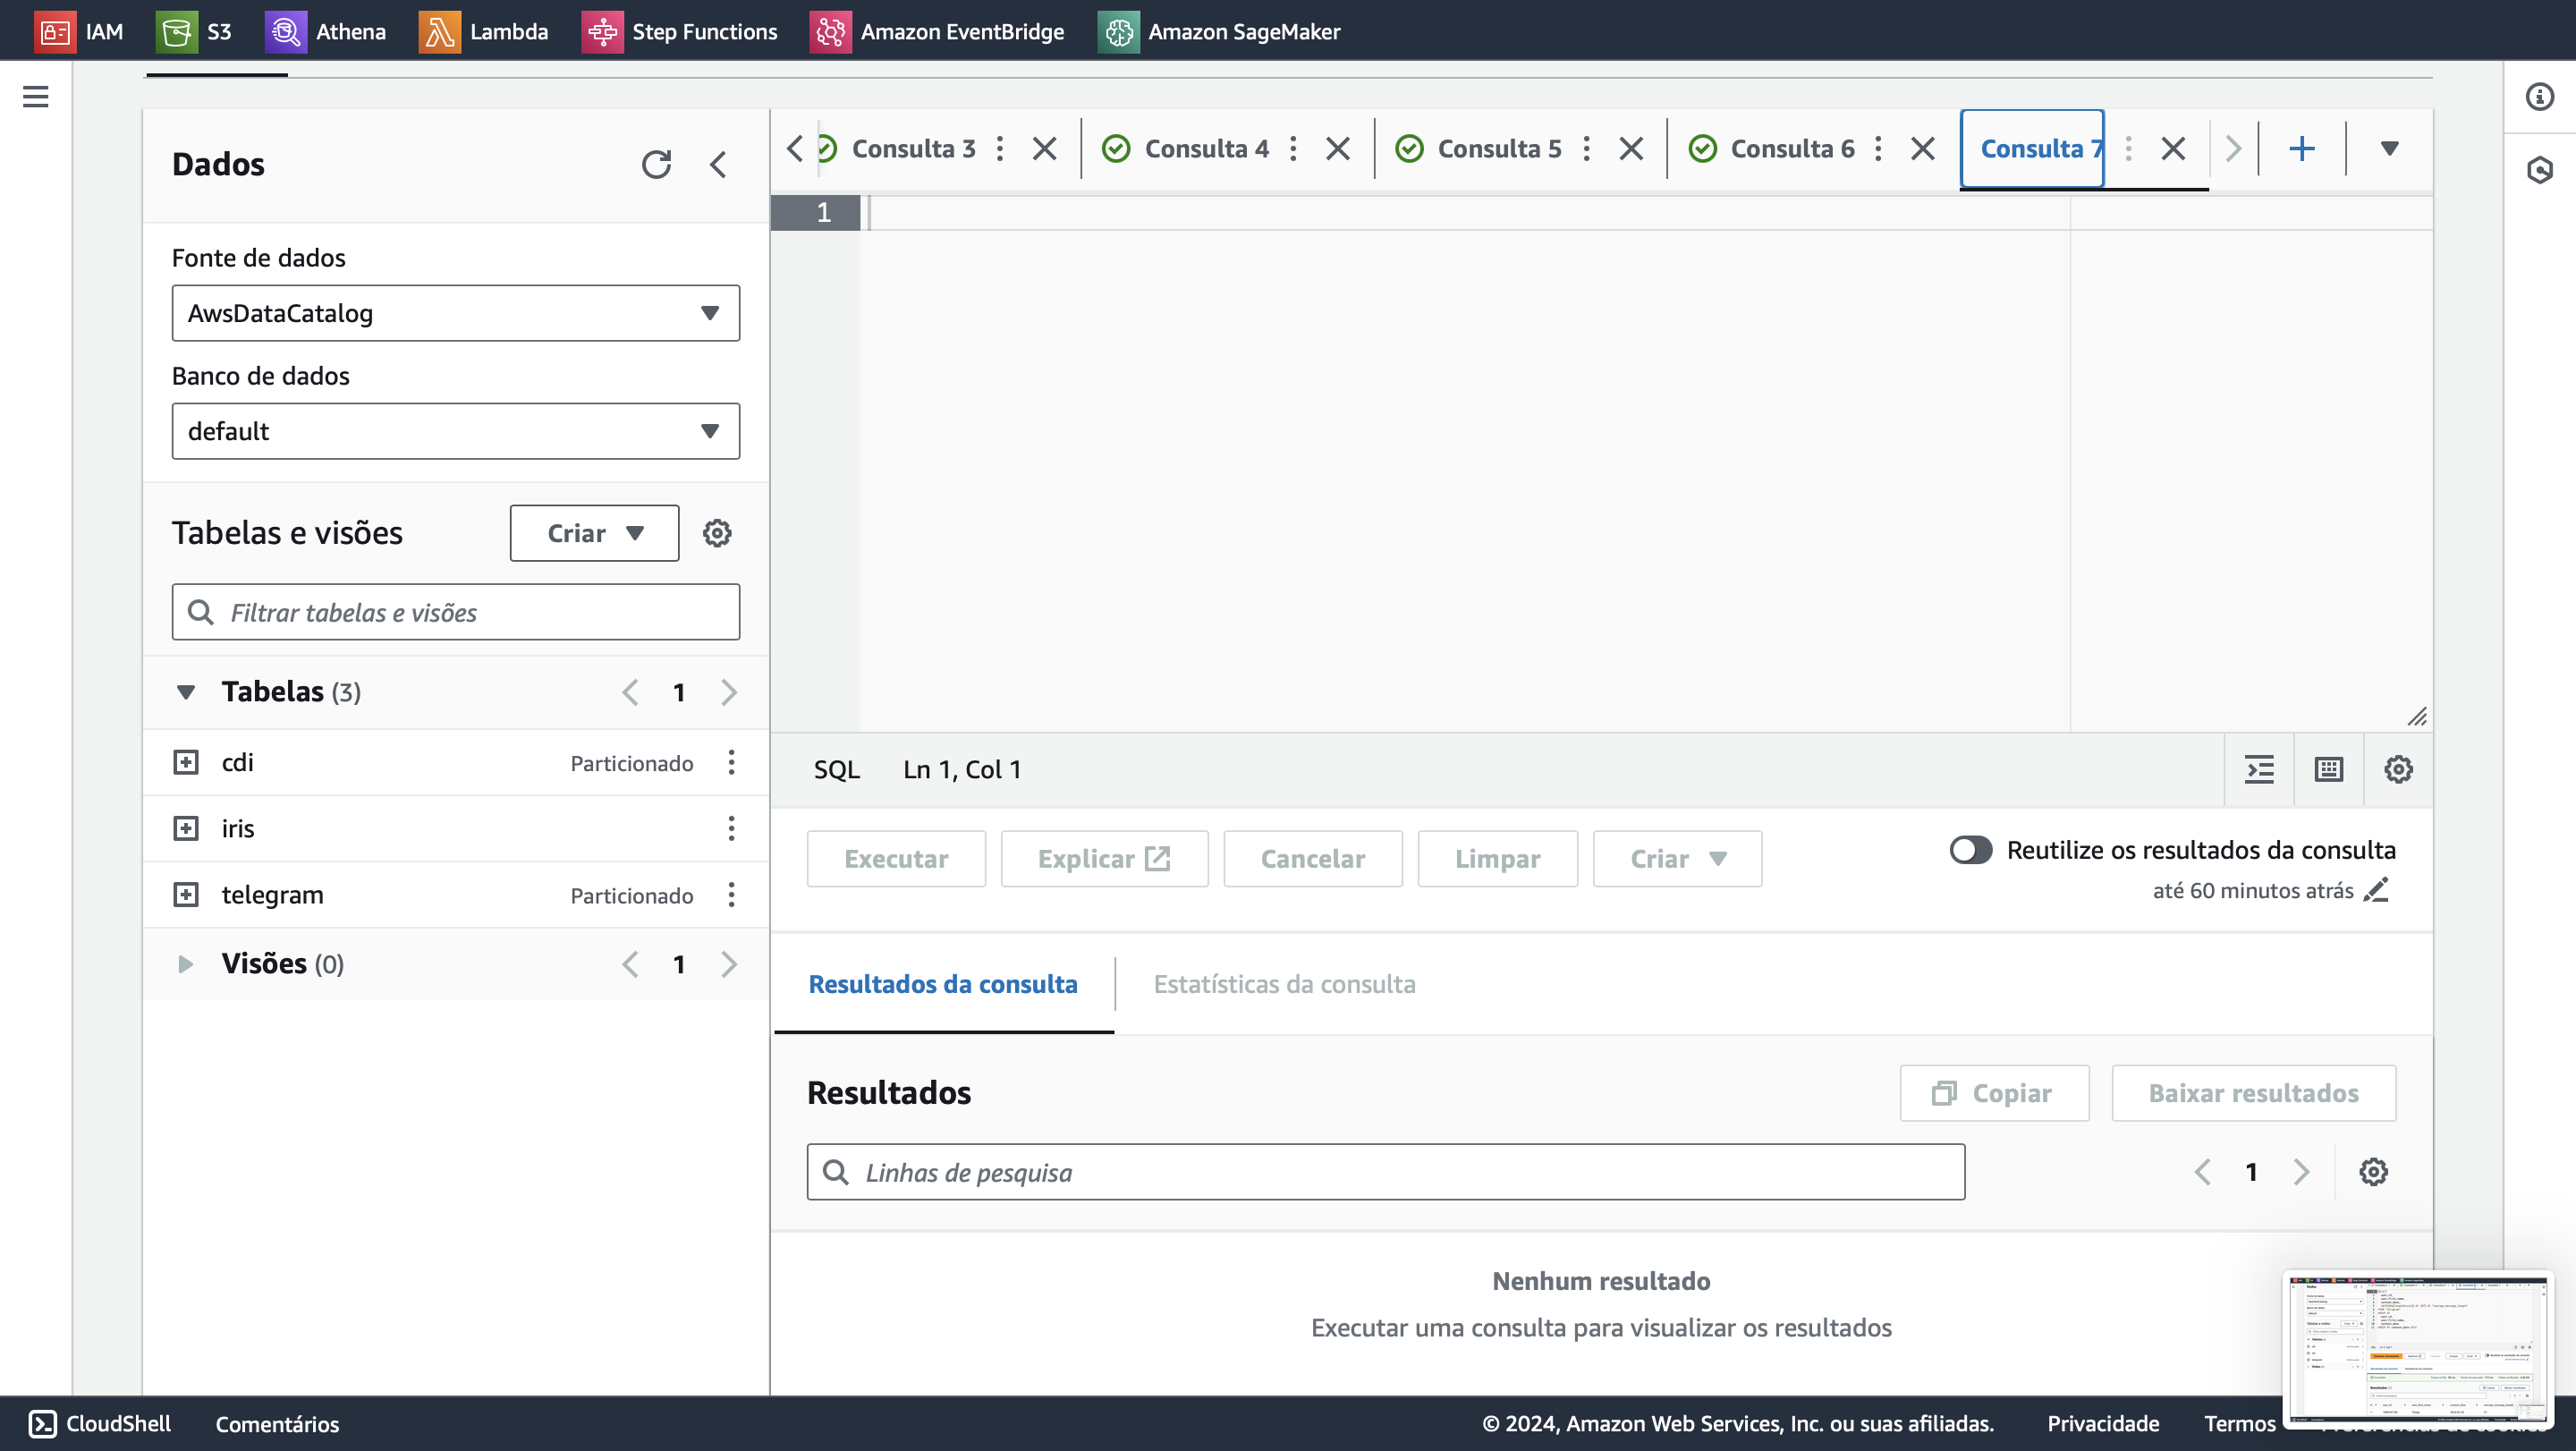 IAM S3 Athena Lambda Step Functions Amazon EventBridge Amazon SageMaker
Dados
Fonte de dados
AwsDataCatalog
Banco de dados
default
Tabelas e visões Criar
Filtrar tabelas e visões
Tabelas (3) 1
cdi Particionado
iris
telegram Particionado
Visões (0) 1
Consulta 3 Consulta 4 Consulta 5 Consulta 6 Consulta 7
1
SQL Ln 1, Col 1
Executar Explicar Cancelar Limpar Criar
Reutilize os resultados da consulta
até 60 minutos atrás
Resultados da consulta Estatísticas da consulta
Resultados Copiar Baixar resultados
Linhas de pesquisa 1
Nenhum resultado
Executar uma consulta para visualizar os resultados
CloudShell Comentários © 2024, Amazon Web Services, Inc. ou suas afiliadas. Privacidade Termos